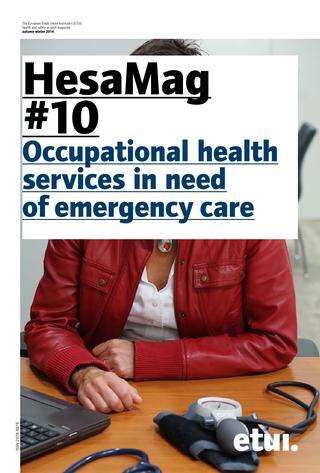 The European Trade Union Institute's (ETUI)
health and safety at work magazine
autumn-winter 2014
HesaMag
#10
Occupational health
services in need
of emergency care
etui.